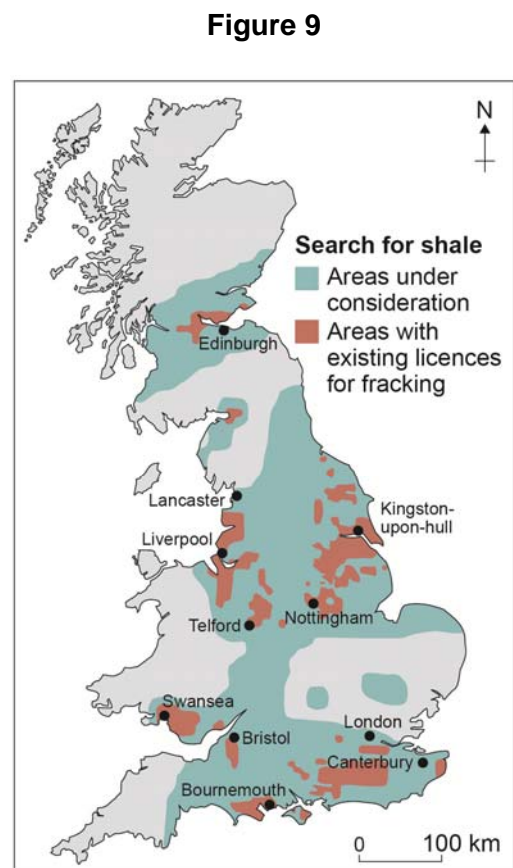 Figure 9
N
Search for shale
Areas under
consideration
Areas with
existing licences
for fracking
Edinburgh
Lancaster
Kingston-
upon-hull
Liverpool
Nottingham
Telford
Swansea
London
Bristol
Canterbury
Bournemouth
0 100 km